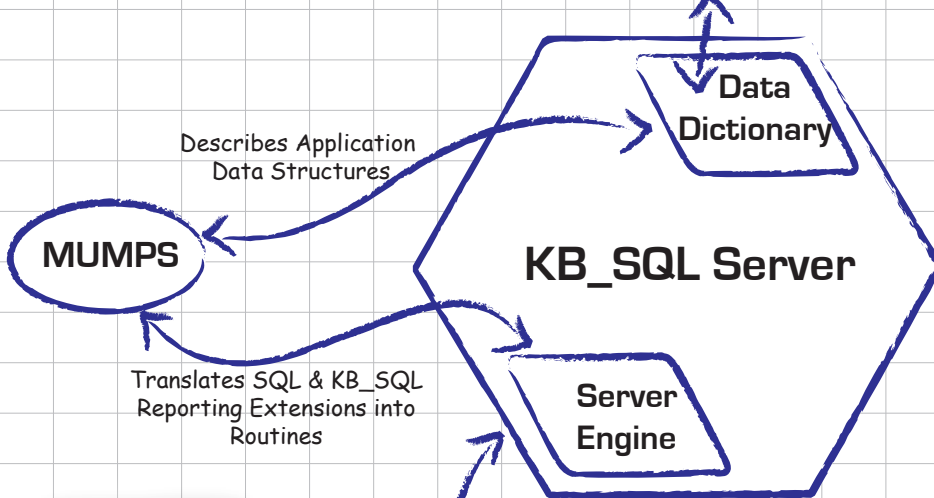 Data
Dictionary
Describes Application
Data Structures
MUMPS
KB_SQL Server
Translates SQL & KB_SQL
Reporting Extensions into
Routines
Server
Engine